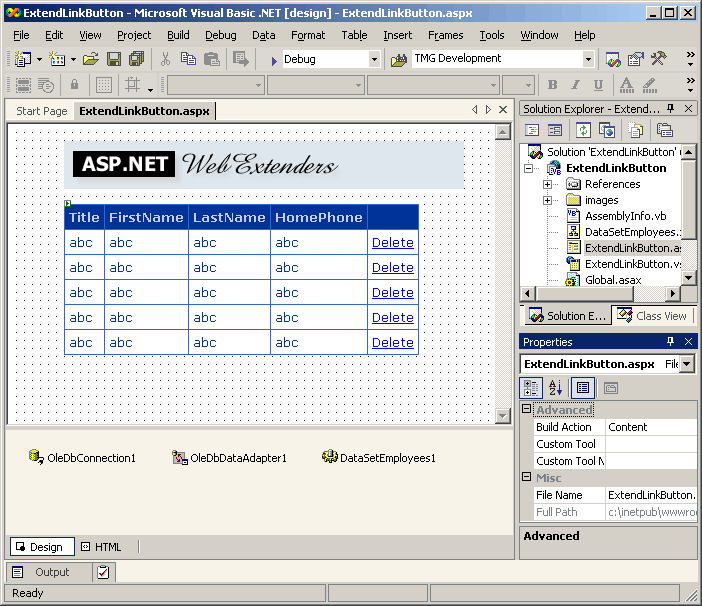 ExtendLinkButton - Microsoft Visual Basic .NET [design] - ExtendLinkButton.aspx
File Edit View Project Build Debug Data Format Table Insert Frames Tools Window Help
Debug TMG Development
B I U A
Start Page ExtendLinkButton.aspx
ASP.NET WebExtenders
Title FirstName LastName HomePhone
abc abc abc abc Delete
abc abc abc abc Delete
abc abc abc abc Delete
abc abc abc abc Delete
abc abc abc abc Delete
OleDbConnection1 OleDbDataAdapter1 DataSetEmployees1
Design HTML
Output
Ready
Solution Explorer - Extend...
Solution 'ExtendLinkButton' (
ExtendLinkButton
References
images
AssemblyInfo.vb
DataSetEmployees.
ExtendLinkButton.as
ExtendLinkButton.vs
Global.asax
Solution E... Class View
Properties
ExtendLinkButton.aspx File
Advanced
Build Action Content
Custom Tool
Custom Tool N
Misc
File Name ExtendLinkButton.
Full Path c:\inetpub\wwwroo
Advanced